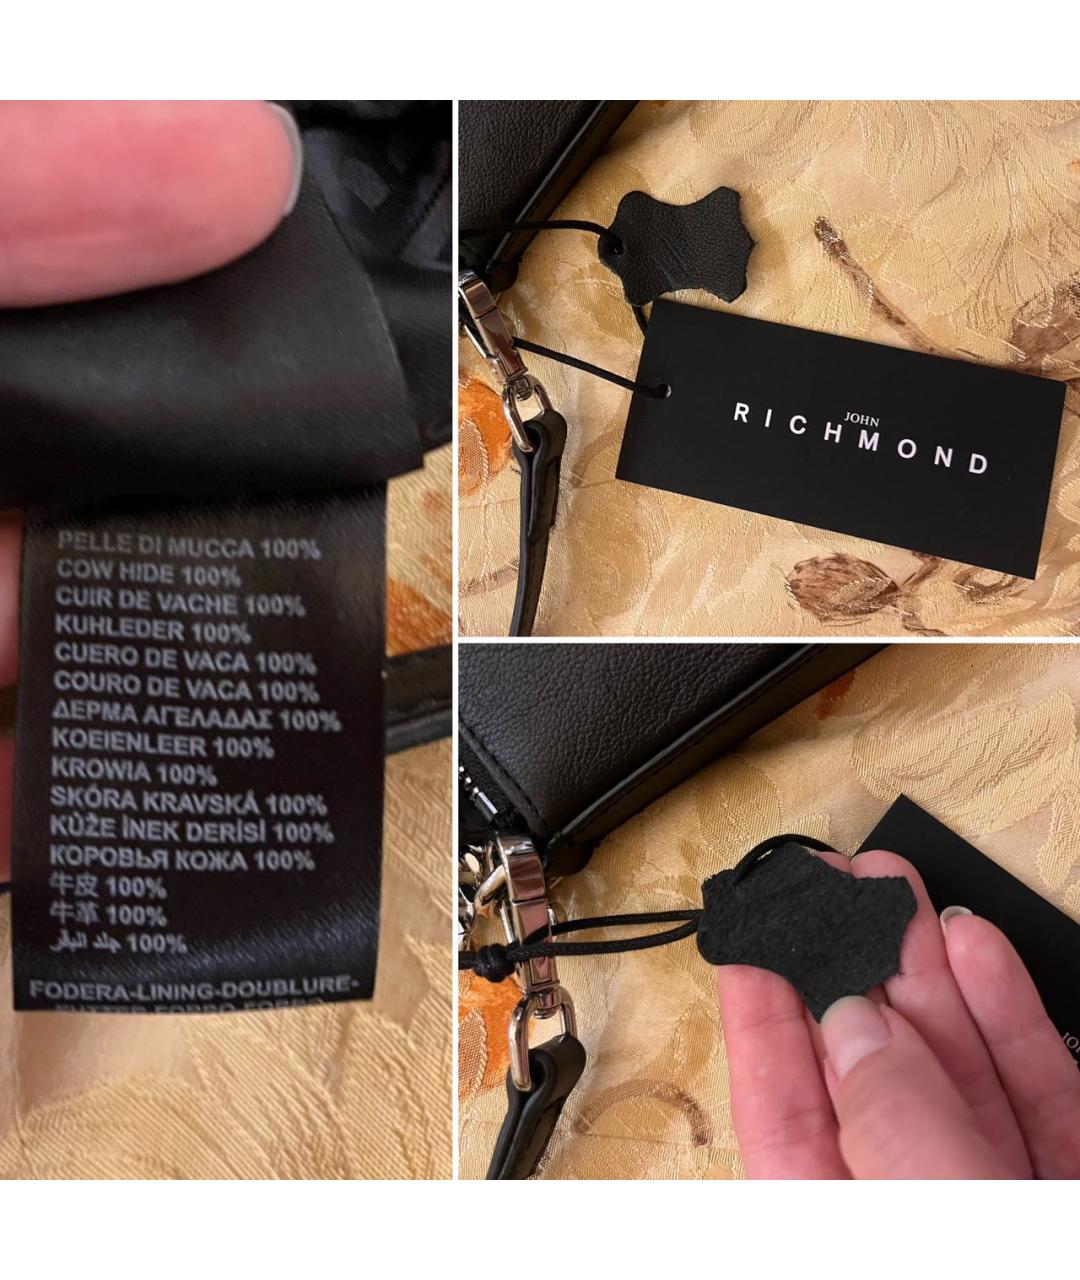 PELLE DI MUCCA 100%
COW HIDE 100%
CUIR DE VACHE 100%
KUHLEDER 100%
CUERO DE VACA 100%
COURO DE VACA 100%
ΔΕΡΜΑ ΑΓΕΛΑΔΑΣ 100%
KOEIENLEER 100%
KROWIA 100%
SKÓRA KRAVSKÁ 100%
KŮŽE İNEK DERİSİ 100%
КОРОВЬЯ КОЖА 100%
牛皮 100%
牛革 100%
جلد البقر 100%
FODERA-LINING-DOUBLURE-
JOHN
RICHMOND